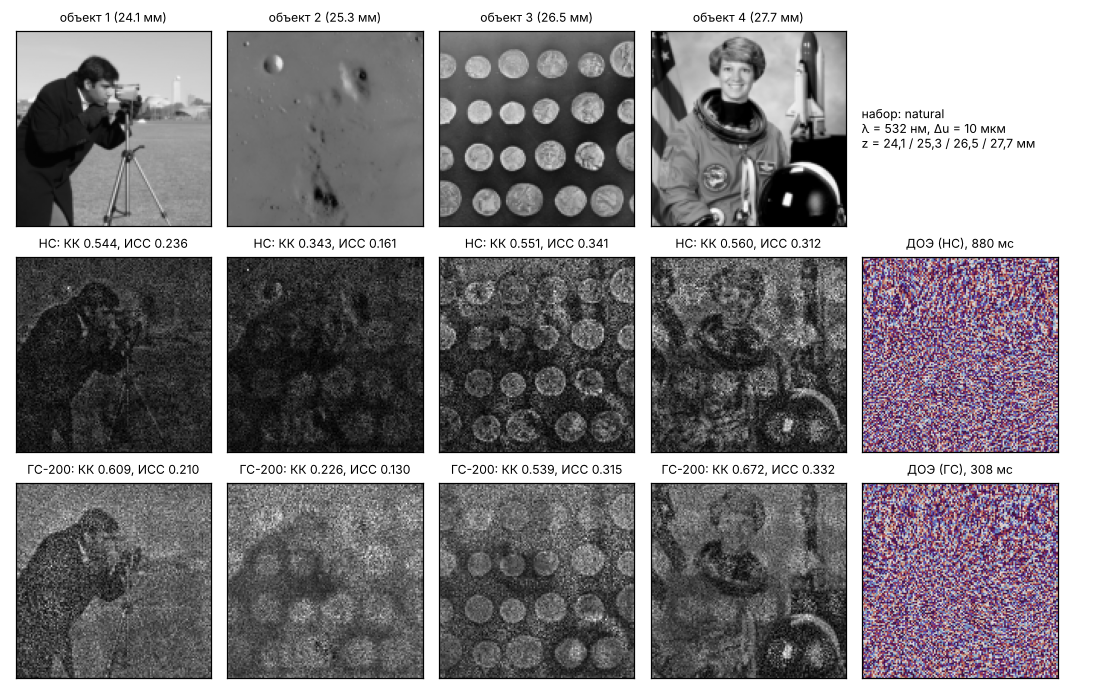 объект 1 (24.1 мм)
объект 2 (25.3 мм)
объект 3 (26.5 мм)
объект 4 (27.7 мм)
набор: natural
λ = 532 нм, Δu = 10 мкм
z = 24,1 / 25,3 / 26,5 / 27,7 мм
НС: КК 0.544, ИСС 0.236
НС: КК 0.343, ИСС 0.161
НС: КК 0.551, ИСС 0.341
НС: КК 0.560, ИСС 0.312
ДОЭ (НС), 880 мс
ГС-200: КК 0.609, ИСС 0.210
ГС-200: КК 0.226, ИСС 0.130
ГС-200: КК 0.539, ИСС 0.315
ГС-200: КК 0.672, ИСС 0.332
ДОЭ (ГС), 308 мс